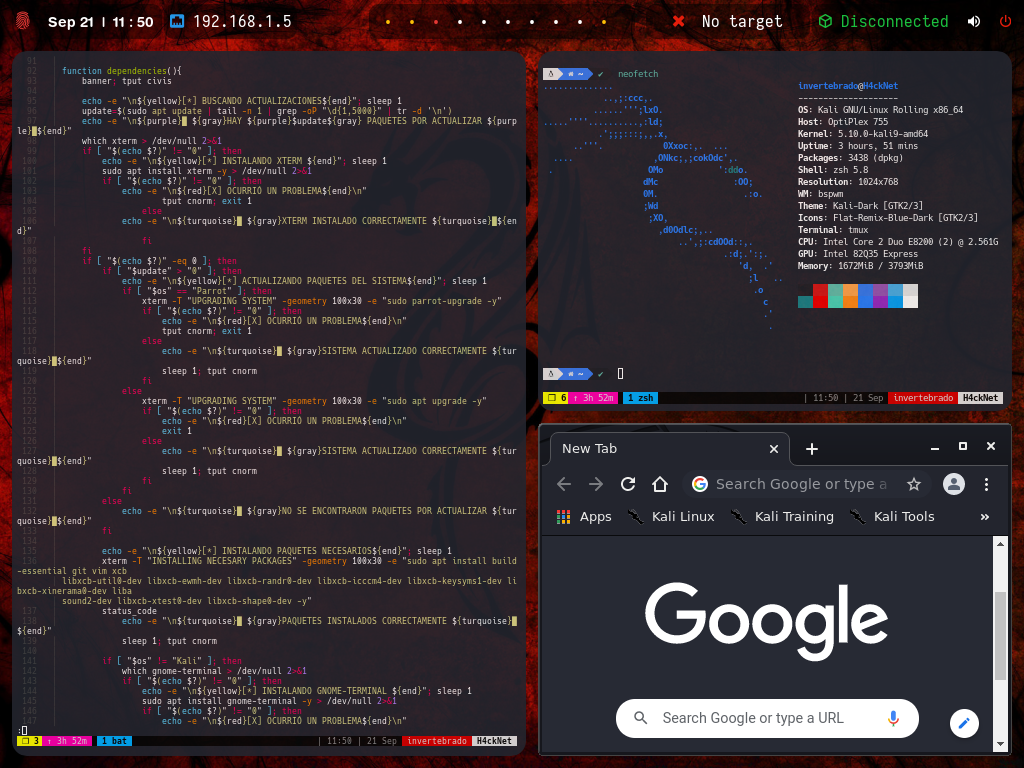 Sep 21 | 11:50 192.168.1.5 No target Disconnected
91
92 function dependencies(){
93 banner; tput civis
94
95 echo -e "\n${yellow}[*] BUSCANDO ACTUALIZACIONES${end}"; sleep 1
96 update=$(sudo apt update | tail -n 1 | grep -oP "\d{1,5000}" | tr -d '\n')
97 echo -e "\n${purple}█ ${gray}HAY ${purple}$update${gray} PAQUETES POR ACTUALIZAR ${purp
le}█${end}"
98 which xterm > /dev/null 2>&1
99 if [ "$(echo $?)" != "0" ]; then
100 echo -e "\n${yellow}[*] INSTALANDO XTERM ${end}"; sleep 1
101 sudo apt install xterm -y > /dev/null 2>&1
102 if [ "$(echo $?)" != "0" ]; then
103 echo -e "\n${red}[X] OCURRIÓ UN PROBLEMA${end}\n"
104 tput cnorm; exit 1
105 else
106 echo -e "\n${turquoise}█ ${gray}XTERM INSTALADO CORRECTAMENTE ${turquoise}█${en
d}"
107 fi
108 fi
109 if [ "$(echo $?)" -eq 0 ]; then
110 if [ "$update" > "0" ]; then
111 echo -e "\n${yellow}[*] ACTUALIZANDO PAQUETES DEL SISTEMA${end}"; sleep 1
112 if [ "$os" == "Parrot" ]; then
113 xterm -T "UPGRADING SYSTEM" -geometry 100x30 -e "sudo parrot-upgrade -y"
114 if [ "$(echo $?)" != "0" ]; then
115 echo -e "\n${red}[X] OCURRIÓ UN PROBLEMA${end}\n"
116 tput cnorm; exit 1
117 else
118 echo -e "\n${turquoise}█ ${gray}SISTEMA ACTUALIZADO CORRECTAMENTE ${tur
quoise}█${end}"
119 sleep 1; tput cnorm
120 fi
121 else
122 xterm -T "UPGRADING SYSTEM" -geometry 100x30 -e "sudo apt upgrade -y"
123 if [ "$(echo $?)" != "0" ]; then
124 echo -e "\n${red}[X] OCURRIÓ UN PROBLEMA${end}\n"
125 exit 1
126 else
127 echo -e "\n${turquoise}█ ${gray}SISTEMA ACTUALIZADO CORRECTAMENTE ${tur
quoise}█${end}"
128 sleep 1; tput cnorm
129 fi
130 fi
131 else
132 echo -e "\n${turquoise}█ ${gray}NO SE ENCONTRARON PAQUETES POR ACTUALIZAR ${tur
quoise}█${end}"
133 fi
134
135 echo -e "\n${yellow}[*] INSTALANDO PAQUETES NECESARIOS${end}"; sleep 1
136 xterm -T "INSTALLING NECESARY PACKAGES" -geometry 100x30 -e "sudo apt install build
-essential git vim xcb
libxcb-util0-dev libxcb-ewmh-dev libxcb-randr0-dev libxcb-icccm4-dev libxcb-keysyms1-dev li
bxcb-xinerama0-dev liba
sound2-dev libxcb-xtest0-dev libxcb-shape0-dev -y"
137 status_code
138 echo -e "\n${turquoise}█ ${gray}PAQUETES INSTALADOS CORRECTAMENTE ${turquoise}█
${end}"
139 sleep 1; tput cnorm
140
141 if [ "$os" != "Kali" ]; then
142 which gnome-terminal > /dev/null 2>&1
143 if [ "$(echo $?)" != "0" ]; then
144 echo -e "\n${yellow}[*] INSTALANDO GNOME-TERMINAL ${end}"; sleep 1
145 sudo apt install gnome-terminal -y > /dev/null 2>&1
146 if [ "$(echo $?)" != "0" ]; then
147 echo -e "\n${red}[X] OCURRIÓ UN PROBLEMA${end}\n"
:
❐ 3 ↑ 3h 52m 1 bat | 11:50 | 21 Sep invertebrado H4ckNet
# ~ ✔ neofetch
invertebrado@H4ckNet
--------------------
OS: Kali GNU/Linux Rolling x86_64
Host: OptiPlex 755
Kernel: 5.10.0-kali9-amd64
Uptime: 3 hours, 51 mins
Packages: 3438 (dpkg)
Shell: zsh 5.8
Resolution: 1024x768
WM: bspwm
Theme: Kali-Dark [GTK2/3]
Icons: Flat-Remix-Blue-Dark [GTK2/3]
Terminal: tmux
CPU: Intel Core 2 Duo E8200 (2) @ 2.561G
GPU: Intel 82Q35 Express
Memory: 1672MiB / 3793MiB
# ~ ✔
❐ 6 ↑ 3h 52m 1 zsh | 11:50 | 21 Sep invertebrado H4ckNet
New Tab
Search Google or type a
Apps Kali Linux Kali Training Kali Tools »
Google
Search Google or type a URL